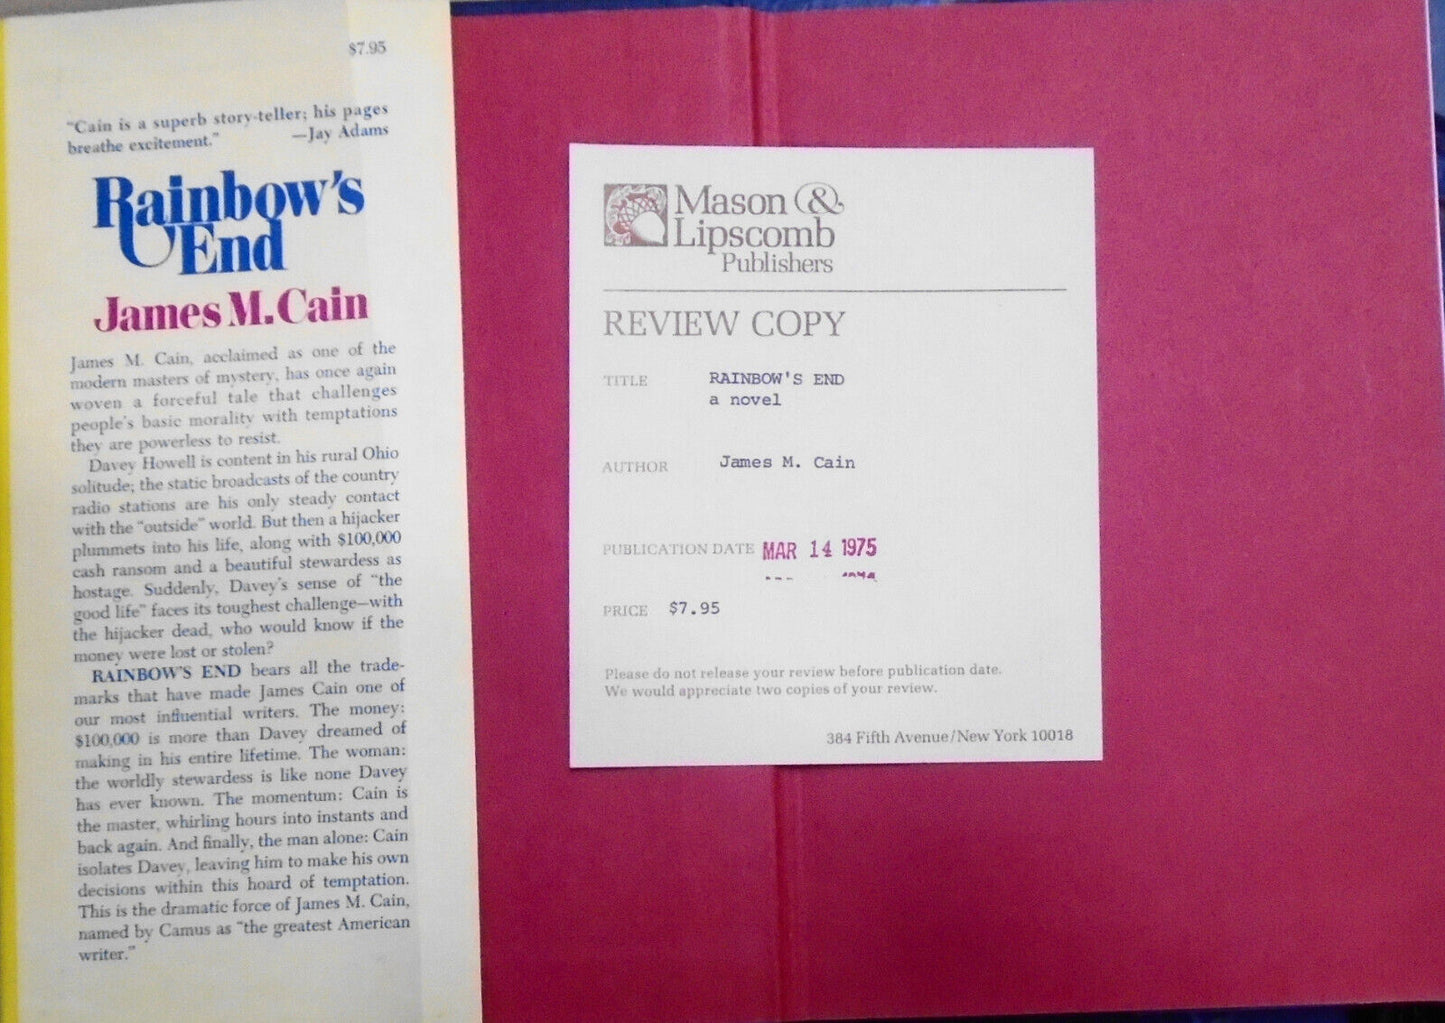 $7.95
"Cain is a superb story-teller; his pages
breathe excitement." —Jay Adams
Rainbow's
End
James M. Cain
James M. Cain, acclaimed as one of the
modern masters of mystery, has once again
woven a forceful tale that challenges
people's basic morality with temptations
they are powerless to resist.
Davey Howell is content in his rural Ohio
solitude; the static broadcasts of the country
radio stations are his only steady contact
with the "outside" world. But then a hijacker
plummets into his life, along with $100,000
cash ransom and a beautiful stewardess as
hostage. Suddenly, Davey's sense of "the
good life" faces its toughest challenge—with
the hijacker dead, who would know if the
money were lost or stolen?
RAINBOW'S END bears all the trade-
marks that have made James Cain one of
our most influential writers. The money:
$100,000 is more than Davey dreamed of
making in his entire lifetime. The woman:
the worldly stewardess is like none Davey
has ever known. The momentum: Cain is
the master, whirling hours into instants and
back again. And finally, the man alone: Cain
isolates Davey, leaving him to make his own
decisions within this hoard of temptation.
This is the dramatic force of James M. Cain,
named by Camus as "the greatest American
writer."
Mason &
Lipscomb
Publishers
REVIEW COPY
TITLE RAINBOW'S END
a novel
AUTHOR James M. Cain
PUBLICATION DATE MAR 14 1975
PRICE $7.95
Please do not release your review before publication date.
We would appreciate two copies of your review.
384 Fifth Avenue/New York 10018